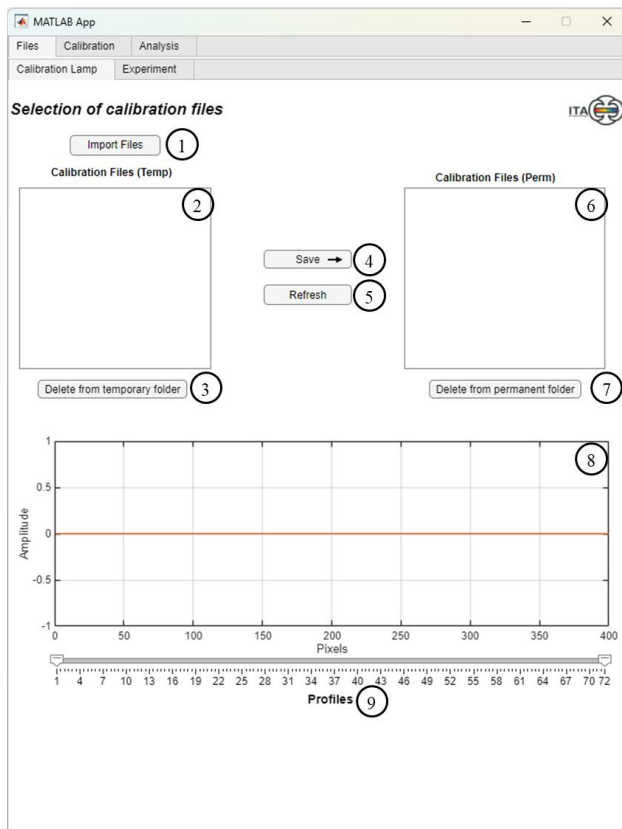 MATLAB App
Files Calibration Analysis
Calibration Lamp Experiment
Selection of calibration files
ITA
Import Files 1
Calibration Files (Temp) Calibration Files (Perm)
2 6
Save 4
Refresh 5
Delete from temporary folder 3 Delete from permanent folder 7
8
1
0.5
0
-0.5
-1
Amplitude
0 50 100 150 200 250 300 350 400
Pixels
1 4 7 10 13 16 19 22 25 28 31 34 37 40 43 46 49 52 55 58 61 64 67 70 72
Profiles 9